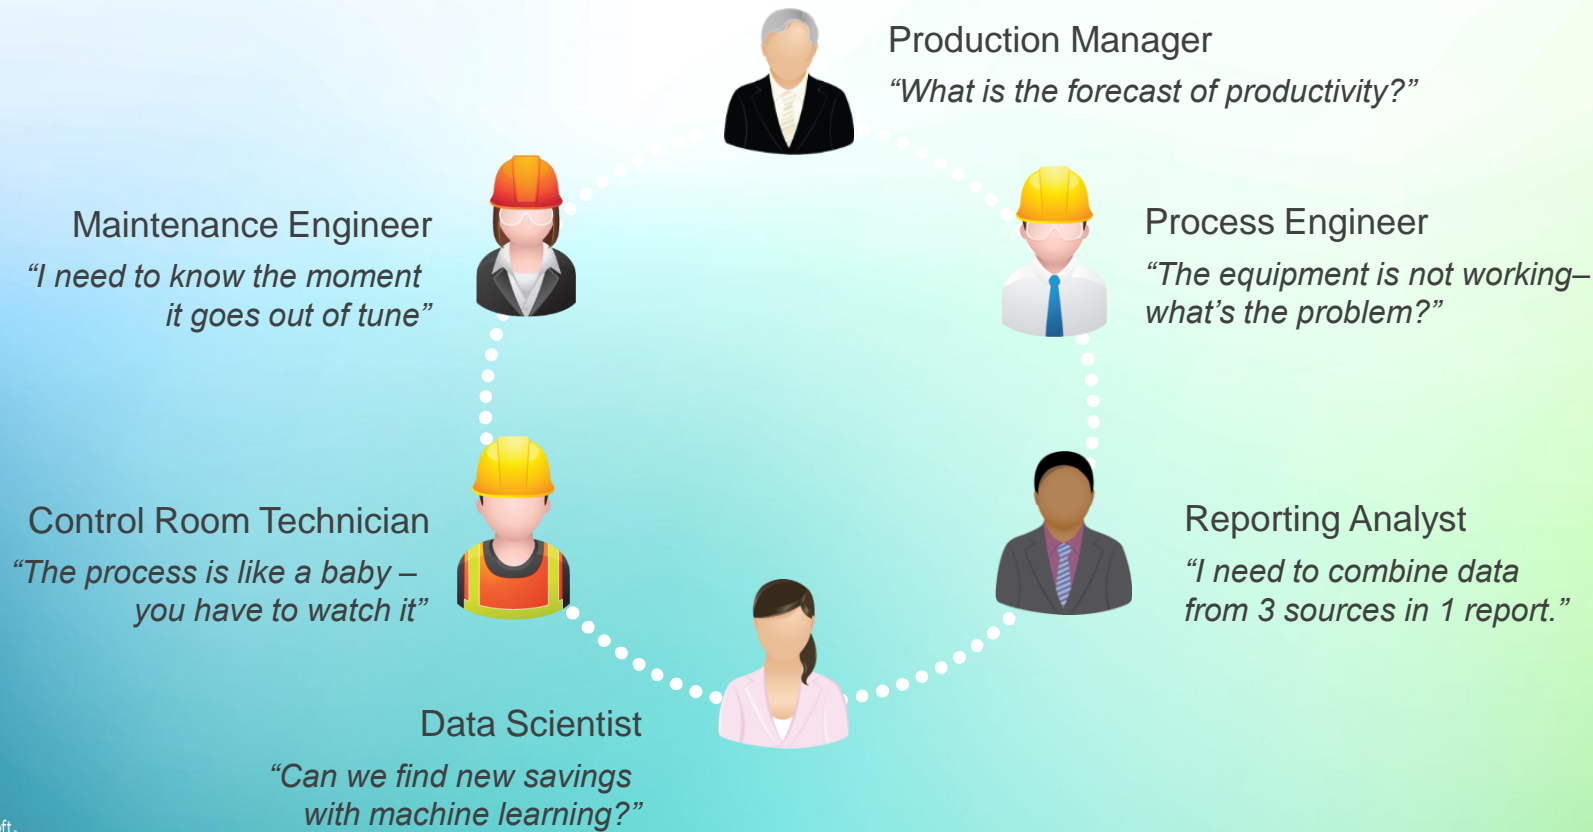 Production Manager
“What is the forecast of productivity?”
Maintenance Engineer
“I need to know the moment
it goes out of tune”
Process Engineer
“The equipment is not working–
what’s the problem?”
Control Room Technician
“The process is like a baby –
you have to watch it”
Reporting Analyst
“I need to combine data
from 3 sources in 1 report.”
Data Scientist
“Can we find new savings
with machine learning?”